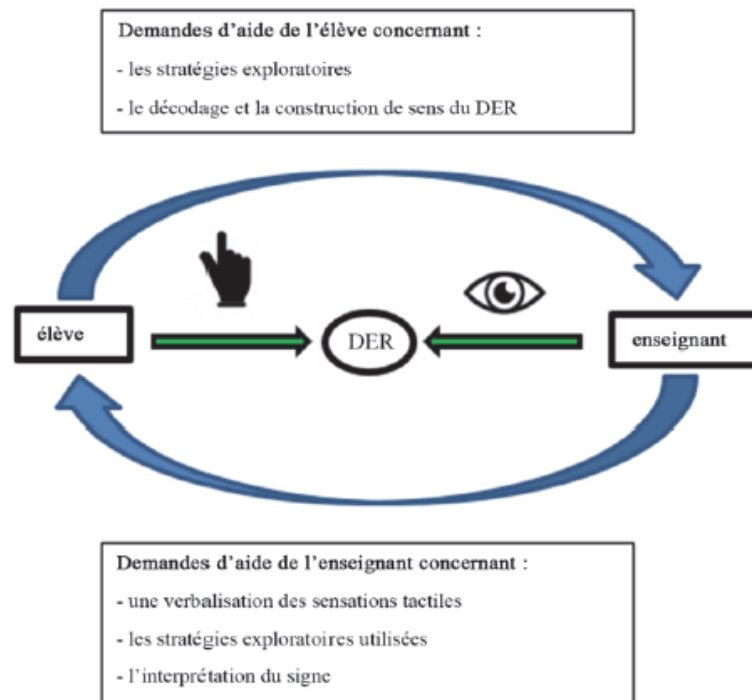 Demandes d'aide de l'élève concernant :
- les stratégies exploratoires
- le décodage et la construction de sens du DER
élève
DER
enseignant
Demandes d'aide de l'enseignant concernant :
- une verbalisation des sensations tactiles
- les stratégies exploratoires utilisées
- l'interprétation du signe